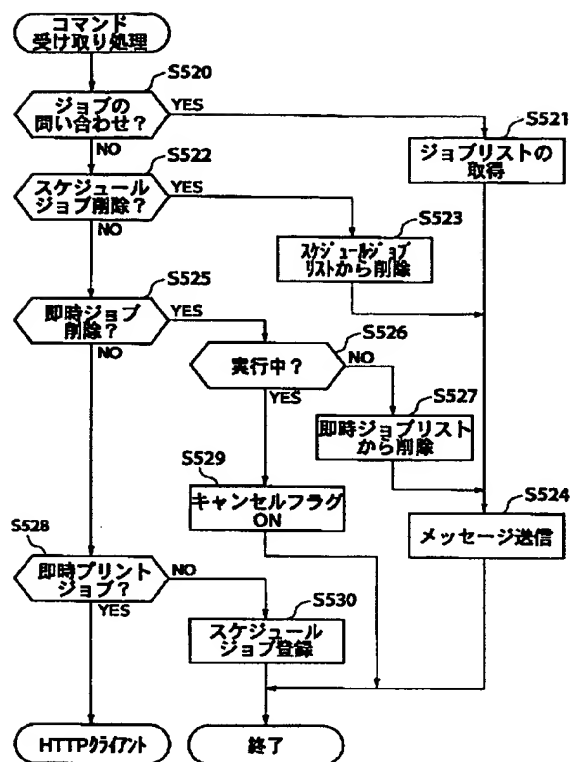 コマンド
受け取り処理
S520
ジョブの
問い合わせ？
YES
NO
S521
ジョブリストの
取得
S522
スケジュール
ジョブ削除？
YES
NO
S523
スケジュールジョブ
リストから削除
S525
即時ジョブ
削除？
YES
NO
S526
実行中？
NO
YES
S527
即時ジョブリスト
から削除
S529
キャンセルフラグ
ON
S524
メッセージ送信
S528
即時プリント
ジョブ？
NO
YES
S530
スケジュール
ジョブ登録
HTTPクライアント
終了